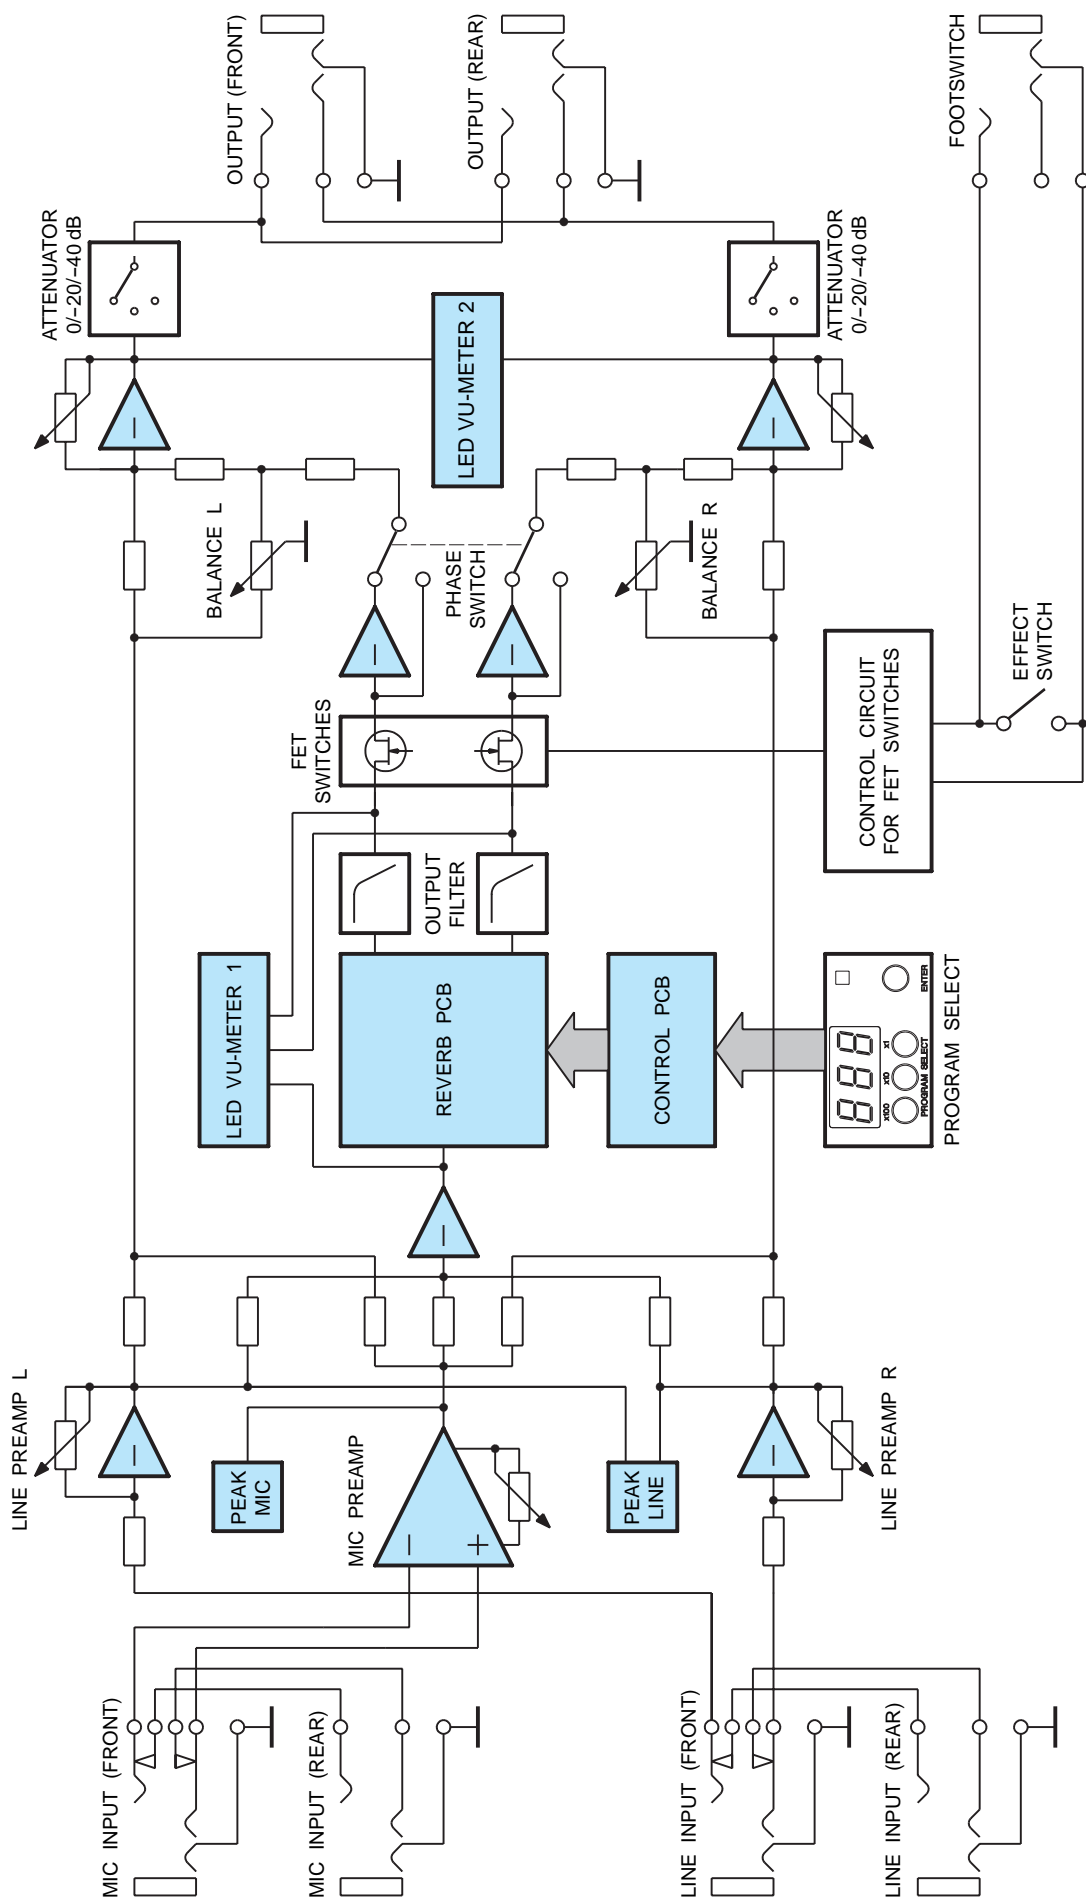 MIC INPUT (FRONT)
MIC INPUT (REAR)
LINE INPUT (FRONT)
LINE INPUT (REAR)
LINE PREAMP L
PEAK
MIC
MIC PREAMP
PEAK
LINE
LINE PREAMP R
LED VU-METER 1
REVERB PCB
CONTROL PCB
x100
x10
x1
PROGRAM SELECT
ENTER
PROGRAM SELECT
OUTPUT
FILTER
FET
SWITCHES
CONTROL CIRCUIT
FOR FET SWITCHES
BALANCE L
PHASE
SWITCH
BALANCE R
EFFECT
SWITCH
LED VU-METER 2
ATTENUATOR
0/–20/–40 dB
ATTENUATOR
0/–20/–40 dB
OUTPUT (FRONT)
OUTPUT (REAR)
FOOTSWITCH